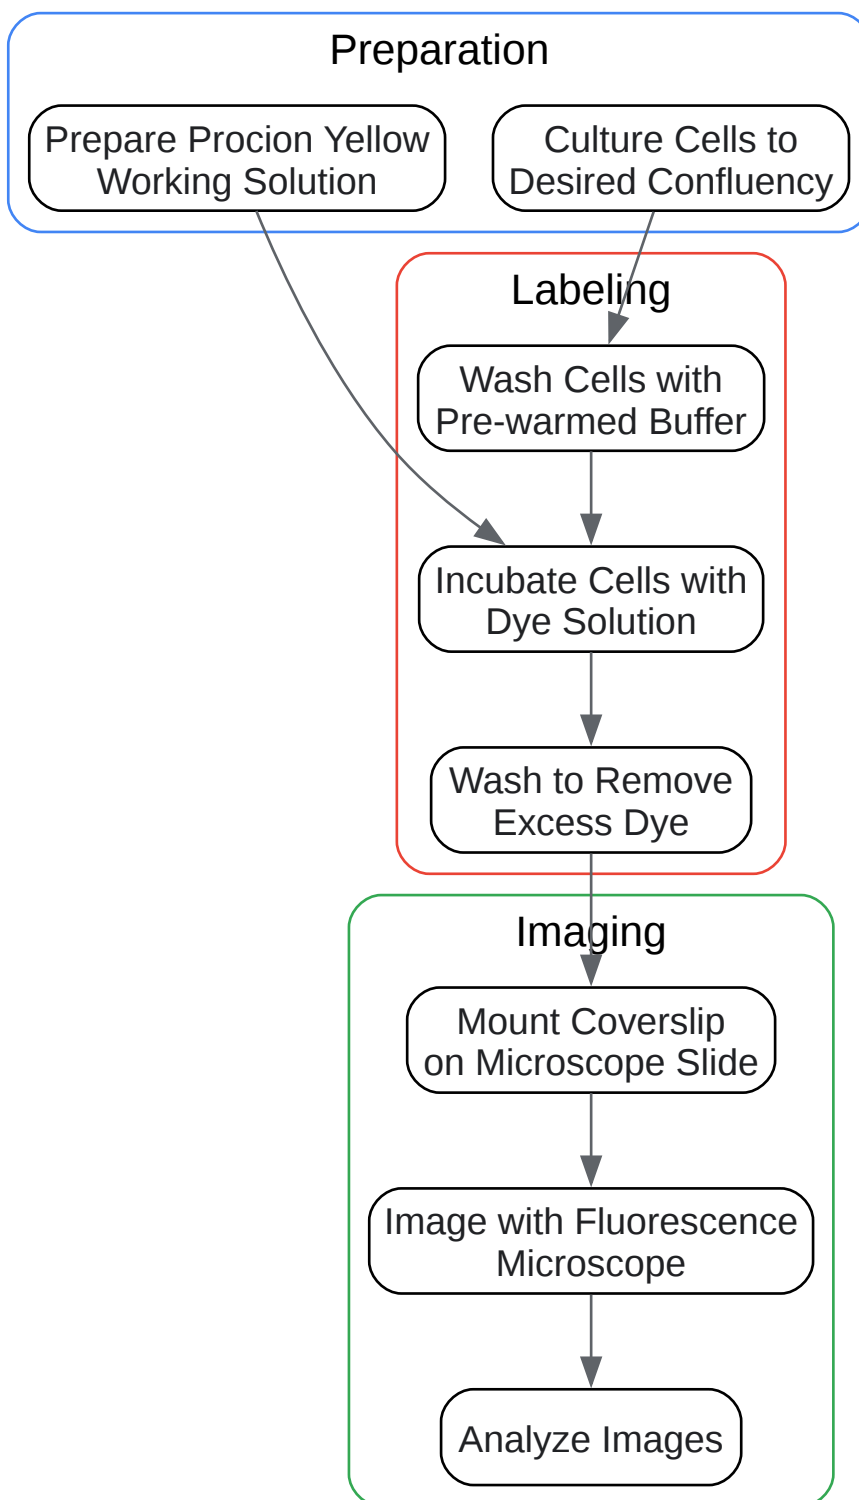 Preparation
Prepare Procion Yellow
Working Solution
Culture Cells to
Desired Confluency
Labeling
Wash Cells with
Pre-warmed Buffer
Incubate Cells with
Dye Solution
Wash to Remove
Excess Dye
Imaging
Mount Coverslip
on Microscope Slide
Image with Fluorescence
Microscope
Analyze Images